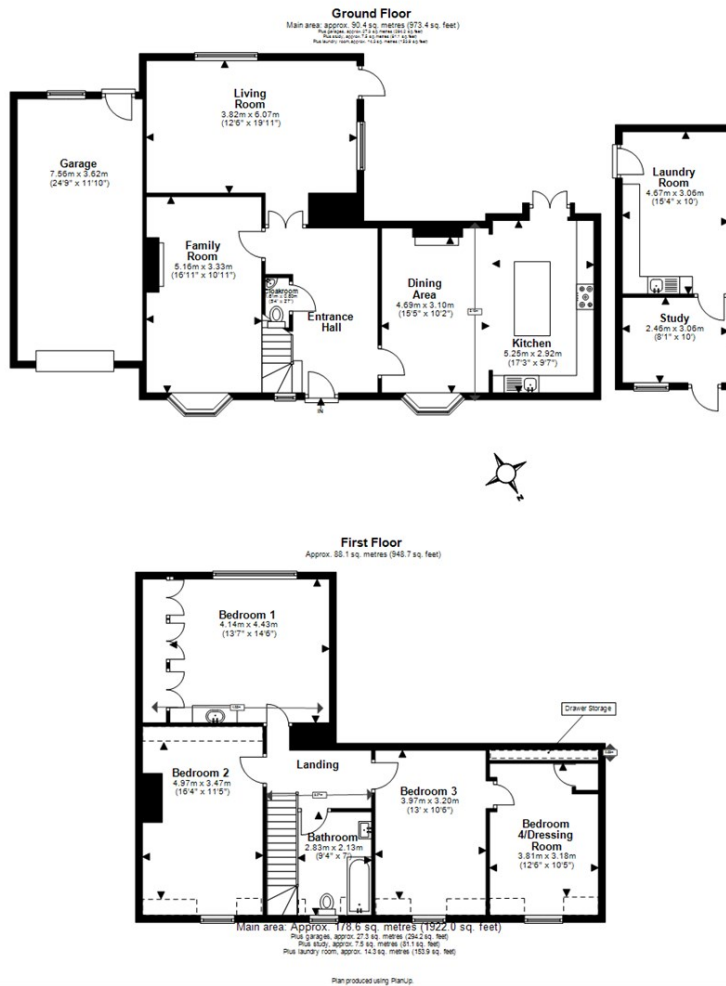 Ground Floor
Main area: approx. 90.4 sq. metres (973.4 sq. feet)
Living
Room
3.82m x 6.07m
(12'6" x 19'11")
Garage
7.56m x 3.62m
(24'9" x 11'10")
Laundry
Room
4.67m x 3.06m
(15'4" x 10')
Family
Room
5.16m x 3.33m
(16'11" x 10'11")
Dining
Area
4.69m x 3.10m
(15'5" x 10'2")
Entrance
Hall
Study
2.46m x 3.06m
(8'1" x 10')
Kitchen
5.25m x 2.92m
(17'3" x 9'7")
IN
N
First Floor
Approx. 88.1 sq. metres (948.7 sq. feet)
Bedroom 1
4.14m x 4.43m
(13'7" x 14'6")
Drawer Storage
Landing
Bedroom 2
4.97m x 3.47m
(16'4" x 11'5")
Bedroom 3
3.97m x 3.20m
(13' x 10'6")
Bedroom
4/Dressing
Room
3.81m x 3.18m
(12'6" x 10'5")
Bathroom
2.83m x 2.13m
(9'4" x 7')
Main area: Approx. 178.6 sq. metres (1922.0 sq. feet)
Plus garages, approx. 27.3 sq. metres (294.2 sq. feet)
Plus study, approx. 7.5 sq. metres (81.1 sq. feet)
Plus laundry room, approx. 14.3 sq. metres (153.9 sq. feet)
Plan produced using PlanUp.